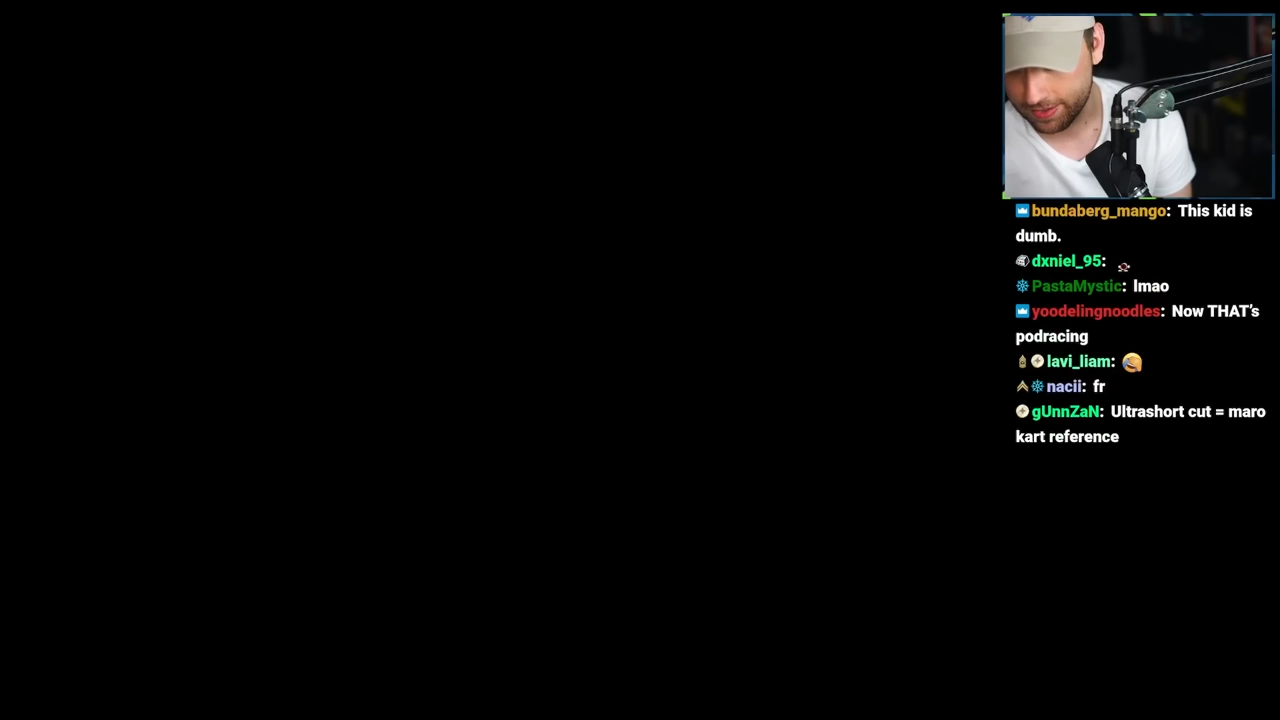 bundaberg_mango: This kid is
dumb.
dxniel_95:
PastaMystic: lmao
yoodelingnoodles: Now THAT's
podracing
lavi_liam:
nacii: fr
gUnnZaN: Ultrashort cut = maro
kart reference